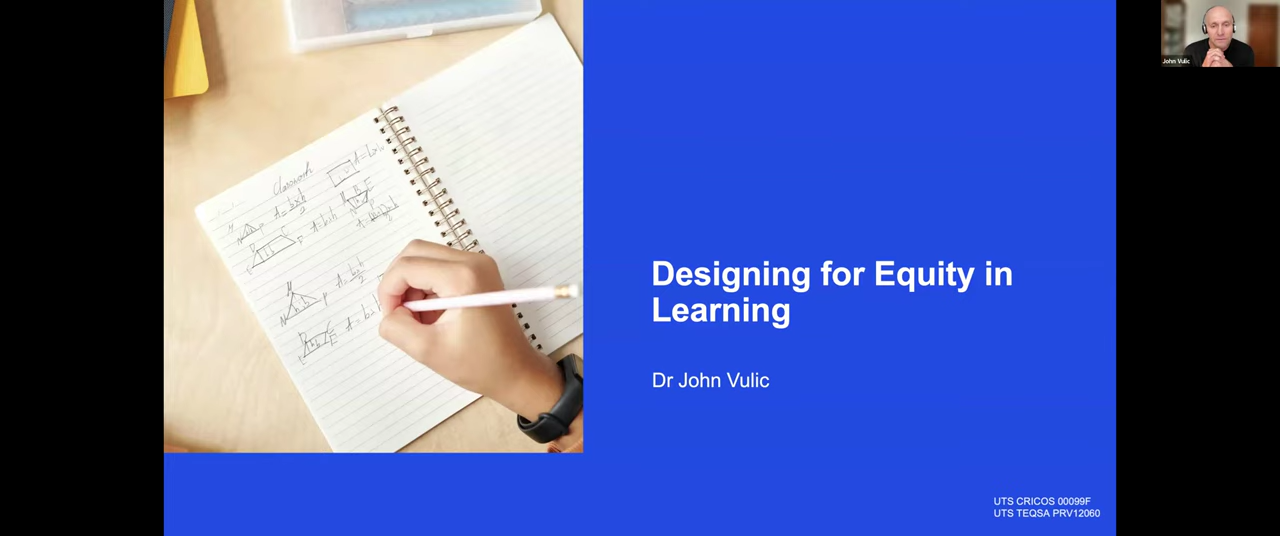 Designing for Equity in
Learning
Dr John Vulic
UTS CRICOS 00099F
UTS TEQSA PRV12060
John Vulic
Classwork